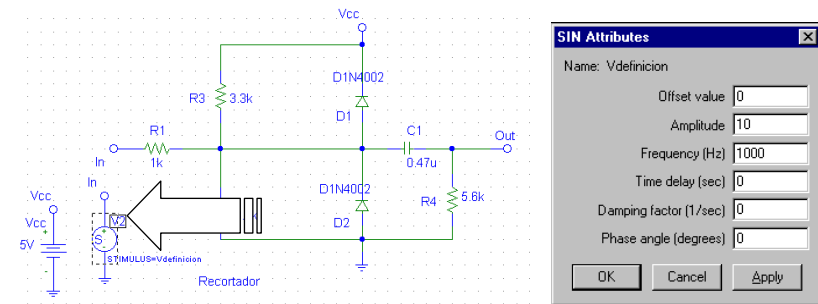 Vcc
D1N4002
R3 3.3k
D1
R1
1k
In
C1
0.47u
Out
In
Vcc
Vcc
+
5V
-
V2
S
+
STIMULUS=Vdefinicion
k
D1N4002
D2
R4 5.6k
Recortador
SIN Attributes
Name: Vdefinicion
Offset value 0
Amplitude 10
Frequency (Hz) 1000
Time delay (sec) 0
Damping factor (1/sec) 0
Phase angle (degrees) 0
OK Cancel Apply